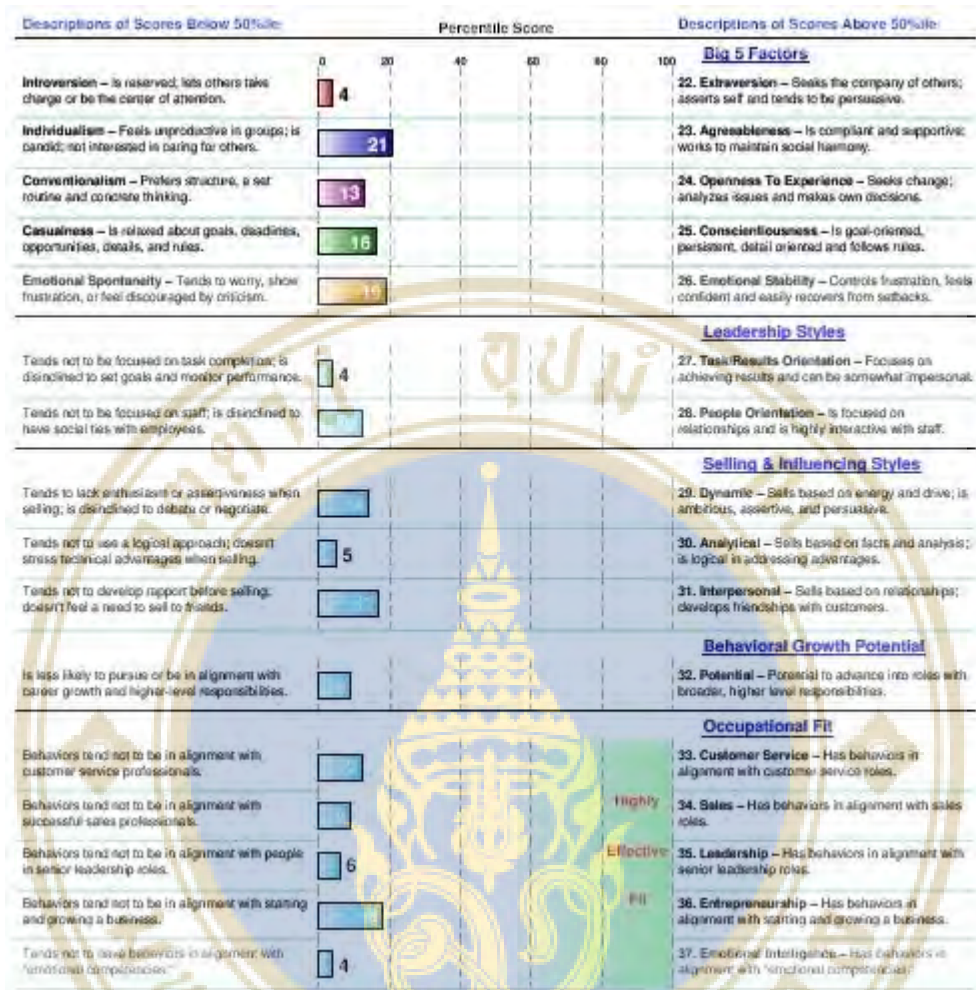 Descriptions of Scores Below 50%ile
Percentile Score
Descriptions of Scores Above 50%ile
Big 5 Factors
0 20 40 60 80 100
Introversion – Is reserved; lets others take
charge or be the center of attention.
4
22. Extraversion – Seeks the company of others;
asserts self and tends to be persuasive.
Individualism – Feels unproductive in groups; is
candid; not interested in caring for others.
21
23. Agreeableness – Is compliant and supportive;
works to maintain social harmony.
Conventionalism – Prefers structure, a set
routine and concrete thinking.
13
24. Openness To Experience – Seeks change;
analyzes issues and makes own decisions.
Casualness – Is relaxed about goals, deadlines,
opportunities, details, and rules.
16
25. Conscientiousness – Is goal-oriented,
persistent, detail oriented and follows rules.
Emotional Spontaneity – Tends to worry, show
frustration, or feel discouraged by criticism.
19
26. Emotional Stability – Controls frustration, feels
confident and easily recovers from setbacks.
Leadership Styles
Tends not to be focused on task completion; is
disinclined to set goals and monitor performance.
4
27. Task/Results Orientation – Focuses on
achieving results and can be somewhat impersonal.
Tends not to be focused on staff; is disinclined to
have social ties with employees.
28. People Orientation – Is focused on
relationships and is highly interactive with staff.
Selling & Influencing Styles
Tends to lack enthusiasm or assertiveness when
selling; is disinclined to debate or negotiate.
29. Dynamic – Sells based on energy and drive; is
ambitious, assertive, and persuasive.
Tends not to use a logical approach; doesn't
stress technical advantages when selling.
5
30. Analytical – Sells based on facts and analysis;
is logical in addressing advantages.
Tends not to develop rapport before selling;
doesn't feel a need to sell to friends.
31. Interpersonal – Sells based on relationships;
develops friendships with customers.
Behavioral Growth Potential
Is less likely to pursue or be in alignment with
career growth and higher-level responsibilities.
32. Potential – Potential to advance into roles with
broader, higher level responsibilities.
Occupational Fit
Behaviors tend not to be in alignment with
customer service professionals.
33. Customer Service – Has behaviors in
alignment with customer service roles.
Behaviors tend not to be in alignment with
successful sales professionals.
Highly
34. Sales – Has behaviors in alignment with sales
roles.
Behaviors tend not to be in alignment with people
in senior leadership roles.
6
Effective
35. Leadership – Has behaviors in alignment with
senior leadership roles.
Behaviors tend not to be in alignment with starting
and growing a business.
Fit
36. Entrepreneurship – Has behaviors in
alignment with starting and growing a business.
Tends not to have behaviors in alignment with
"emotional competencies."
4
37. Emotional Intelligence – Has behaviors in
alignment with "emotional competencies."